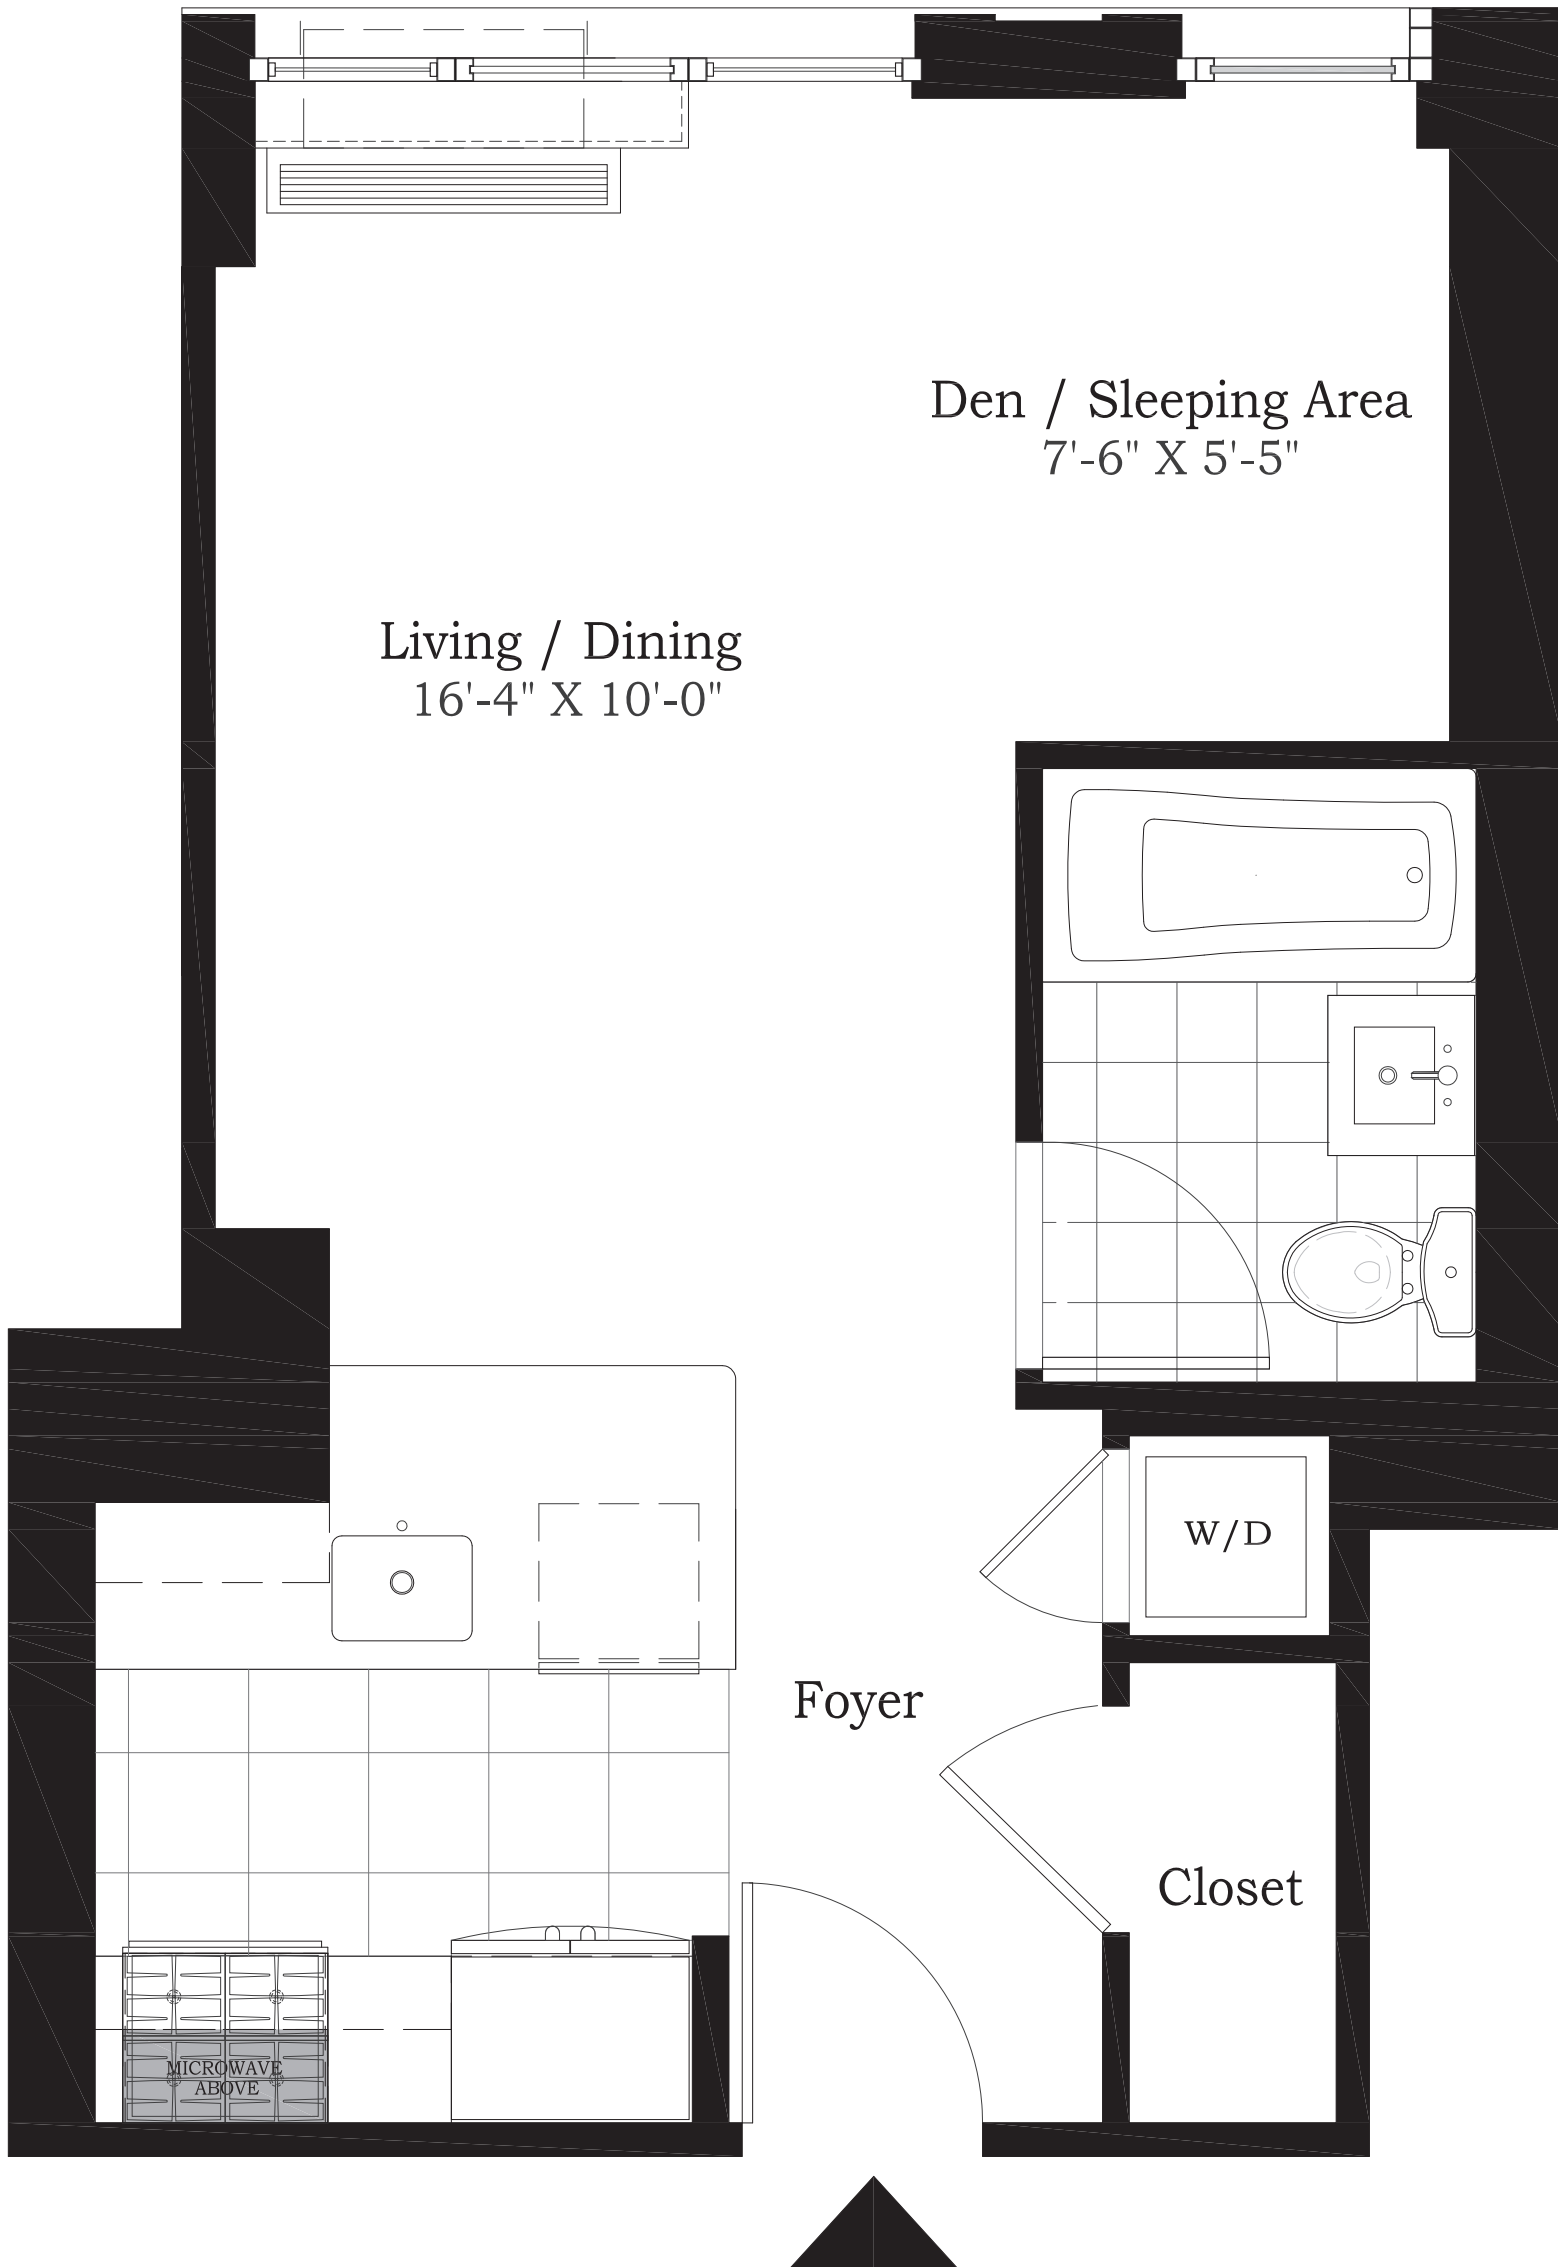 Den / Sleeping Area
7'-6" X 5'-5"
Living / Dining
16'-4" X 10'-0"
W/D
Foyer
Closet
MICROWAVE
ABOVE